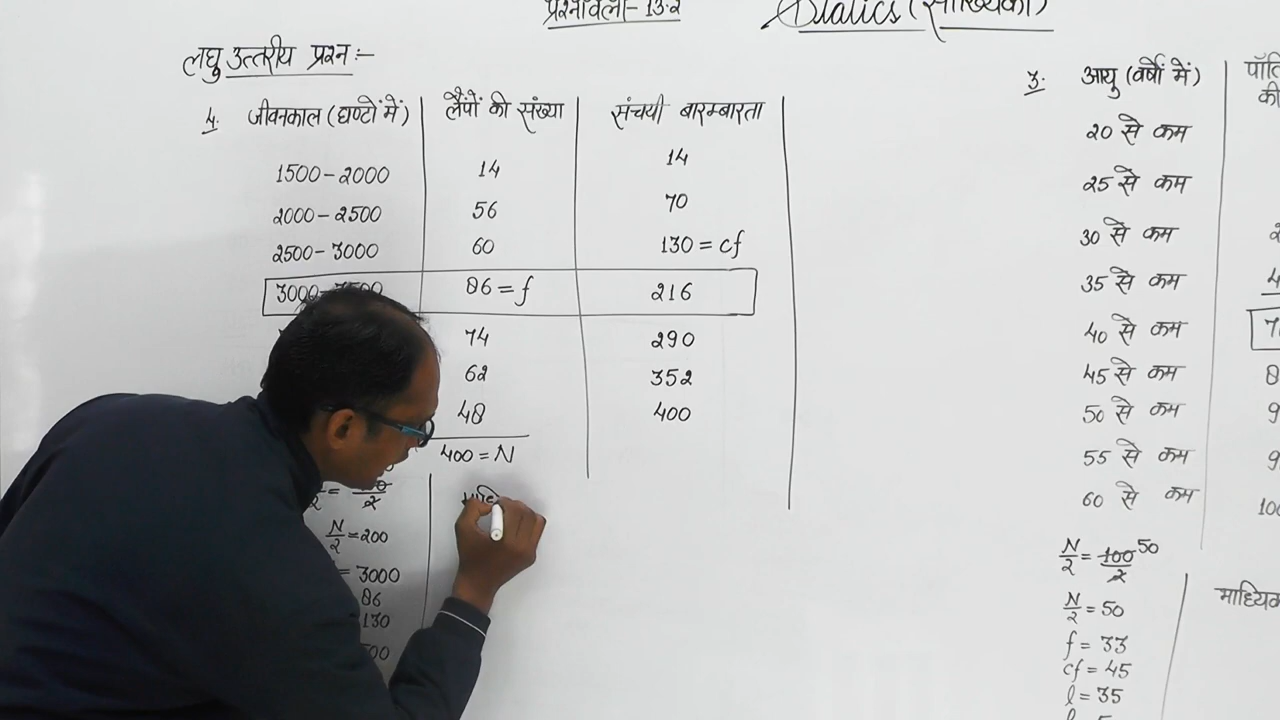 प्रश्नावली - 13.2
Statics (सांख्यिकी)
लघु उत्तरीय प्रश्न :-
4. जीवनकाल (घण्टों में) लैंपों की संख्या संचयी बारम्बारता
1500 - 2000 14 14
2000 - 2500 56 70
2500 - 3000 60 130 = cf
3000 - 3500 86 = f 216
74 290
62 352
48 400
400 = N
N/2 = 200
= 3000
86
= 130
3. आयु (वर्षों में)
20 से कम
25 से कम
30 से कम
35 से कम
40 से कम
45 से कम
50 से कम
55 से कम
60 से कम
N/2 = 100/2 50
N/2 = 50
f = 33
cf = 45
l = 35